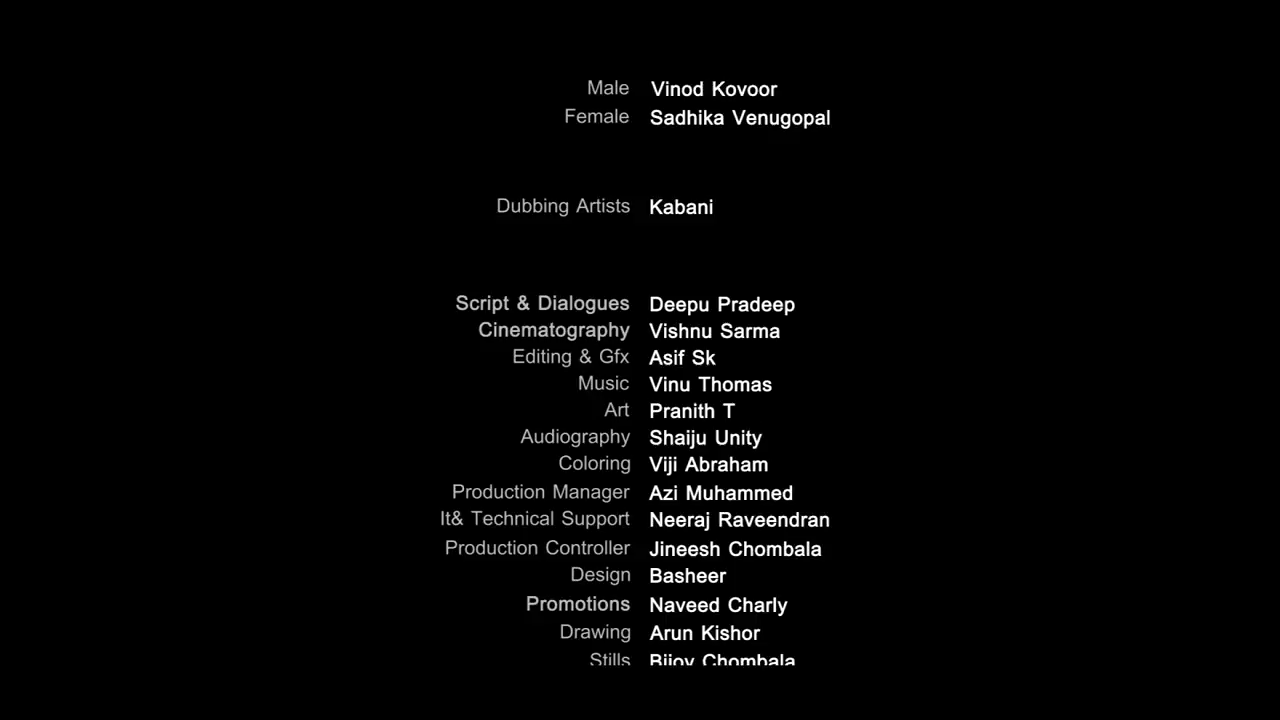 Male Vinod Kovoor
Female Sadhika Venugopal
Dubbing Artists Kabani
Script & Dialogues Deepu Pradeep
Cinematography Vishnu Sarma
Editing & Gfx Asif Sk
Music Vinu Thomas
Art Pranith T
Audiography Shaiju Unity
Coloring Viji Abraham
Production Manager Azi Muhammed
It& Technical Support Neeraj Raveendran
Production Controller Jineesh Chombala
Design Basheer
Promotions Naveed Charly
Drawing Arun Kishor
Stills Bijoy Chombala